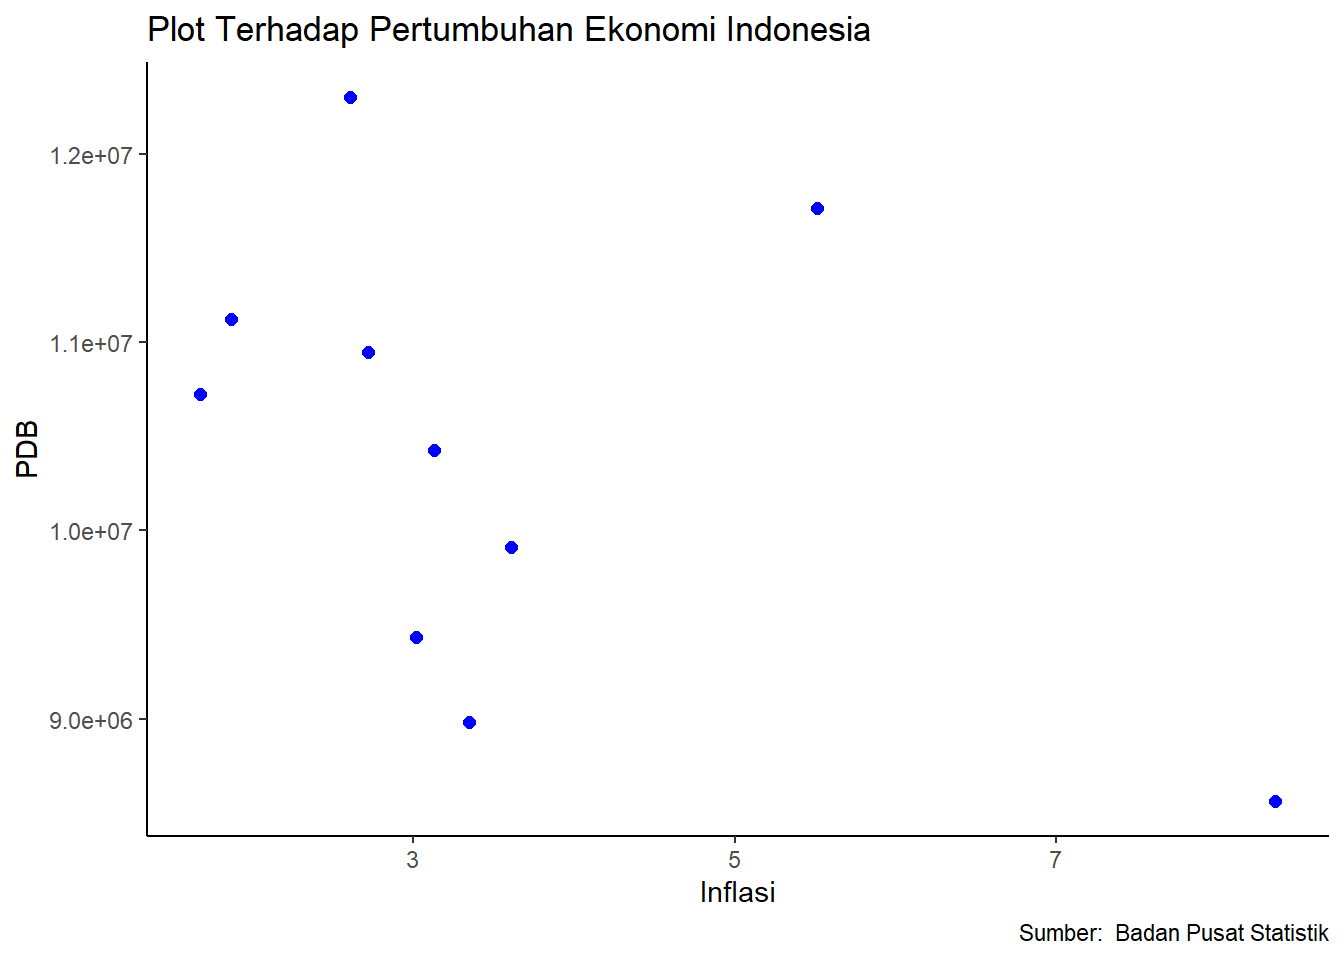 Plot Terhadap Pertumbuhan Ekonomi Indonesia
1.2e+07
1.1e+07
1.0e+07
9.0e+06
PDB
3 5 7
Inflasi
Sumber:  Badan Pusat Statistik